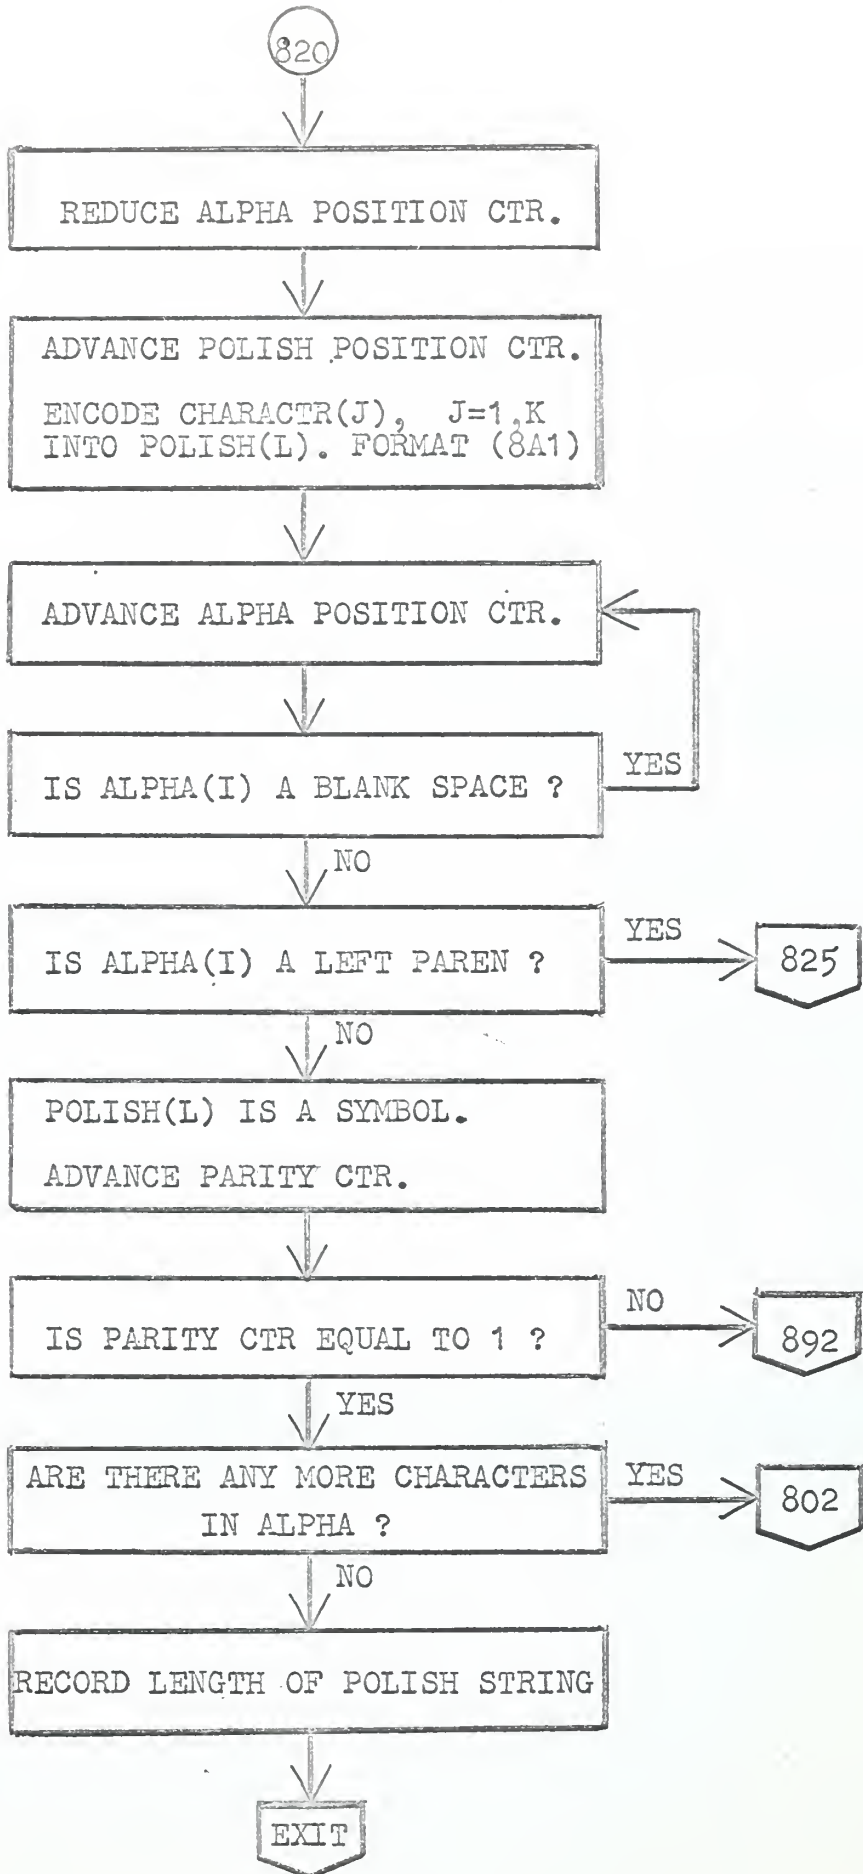 820
REDUCE ALPHA POSITION CTR.
ADVANCE POLISH POSITION CTR.
ENCODE CHARACTR(J), J=1,K
INTO POLISH(L). FORMAT (8A1)
ADVANCE ALPHA POSITION CTR.
IS ALPHA(I) A BLANK SPACE ?
YES
NO
IS ALPHA(I) A LEFT PAREN ?
YES
825
NO
POLISH(L) IS A SYMBOL.
ADVANCE PARITY CTR.
IS PARITY CTR EQUAL TO 1 ?
NO
892
YES
ARE THERE ANY MORE CHARACTERS
IN ALPHA ?
YES
802
NO
RECORD LENGTH OF POLISH STRING
EXIT